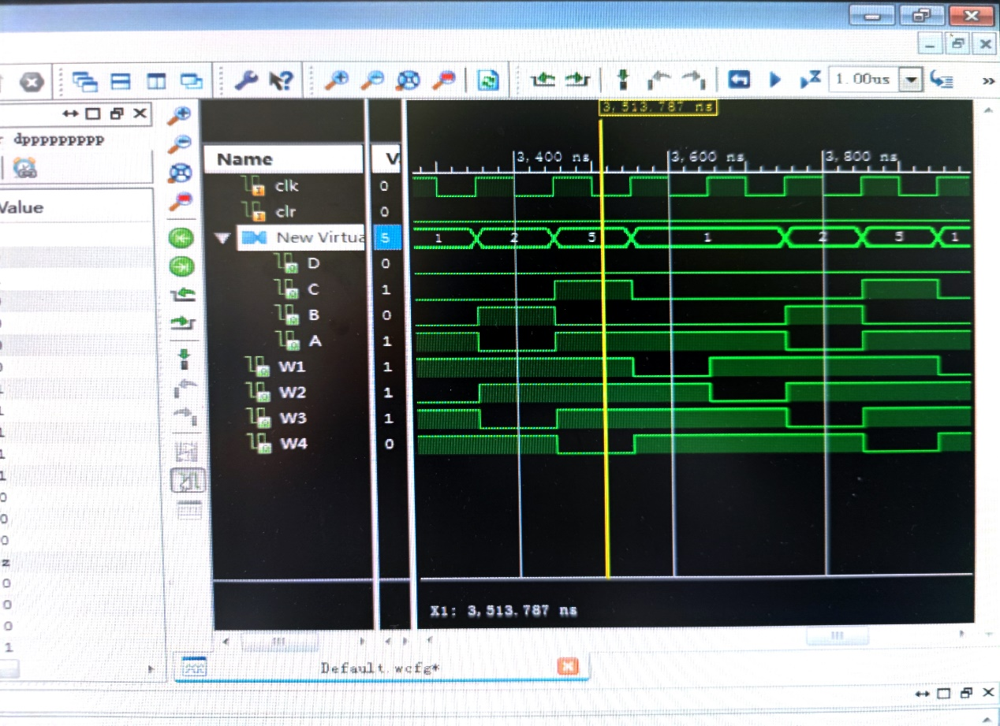 1.00us
dppppppppp
3,513.787 ns
Name
V
3,400 ns
3,600 ns
3,800 ns
clk
0
clr
0
Value
New Virtua
5
1
2
5
1
2
5
1
D
0
C
1
B
0
A
1
W1
1
W2
1
W3
1
W4
0
1
1
1
1
1
0
0
0
z
0
0
0
1
X1: 3,513.787 ns
Default.wcfg*